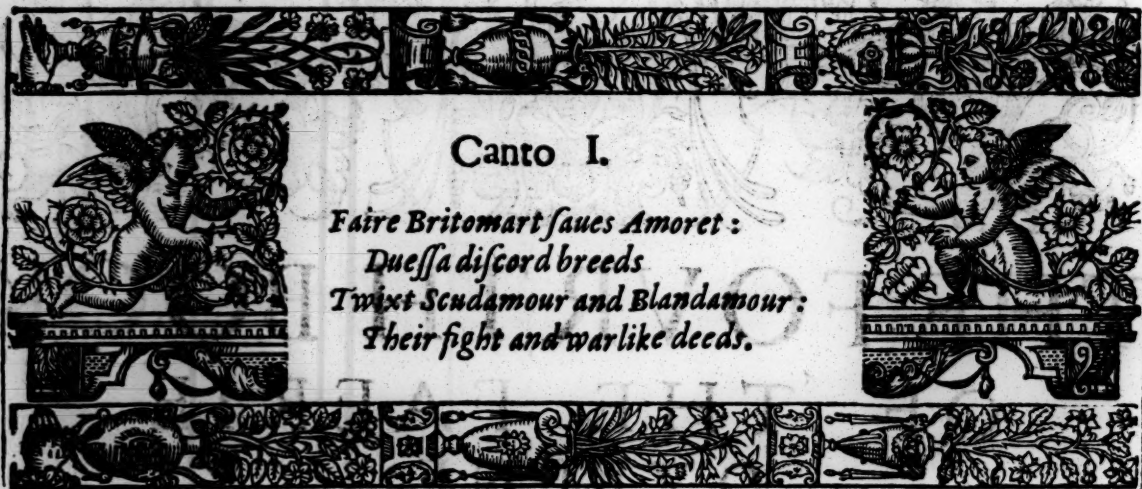 Canto I.
Faire Britomart ſaues Amoret :
Dueſſa diſcord breeds
Twixt Scudamour and Blandamour :
Their fight and warlike deeds.